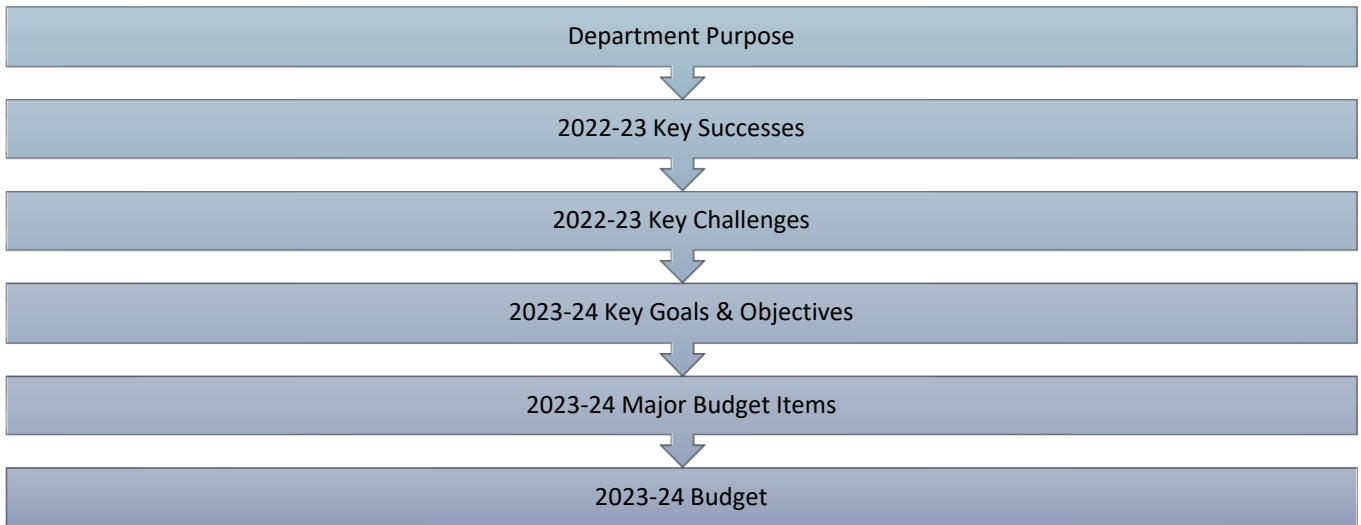 Department Purpose
2022-23 Key Successes
2022-23 Key Challenges
2023-24 Key Goals & Objectives
2023-24 Major Budget Items
2023-24 Budget